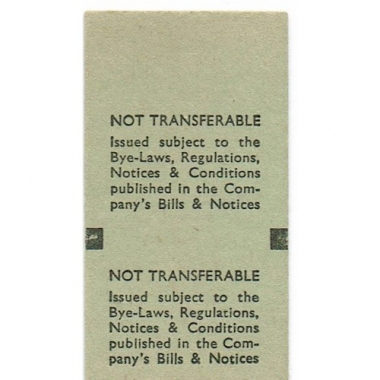 NOT TRANSFERABLE
Issued subject to the
Bye-Laws, Regulations,
Notices & Conditions
published in the Com-
pany's Bills & Notices
NOT TRANSFERABLE
Issued subject to the
Bye-Laws, Regulations,
Notices & Conditions
published in the Com-
pany's Bills & Notices